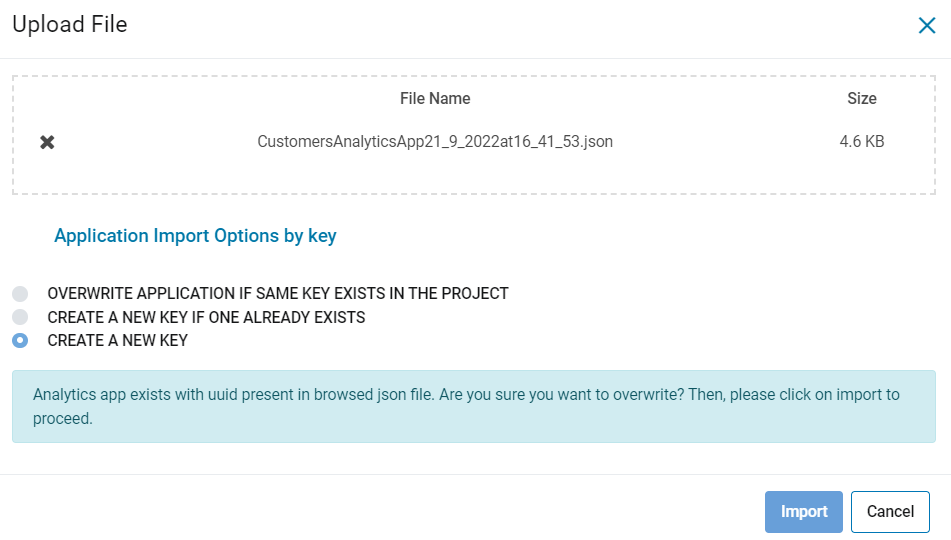 Upload File
File Name Size
CustomersAnalyticsApp21_9_2022at16_41_53.json 4.6 KB
Application Import Options by key
OVERWRITE APPLICATION IF SAME KEY EXISTS IN THE PROJECT
CREATE A NEW KEY IF ONE ALREADY EXISTS
CREATE A NEW KEY
Analytics app exists with uuid present in browsed json file. Are you sure you want to overwrite? Then, please click on import to
proceed.
Import Cancel